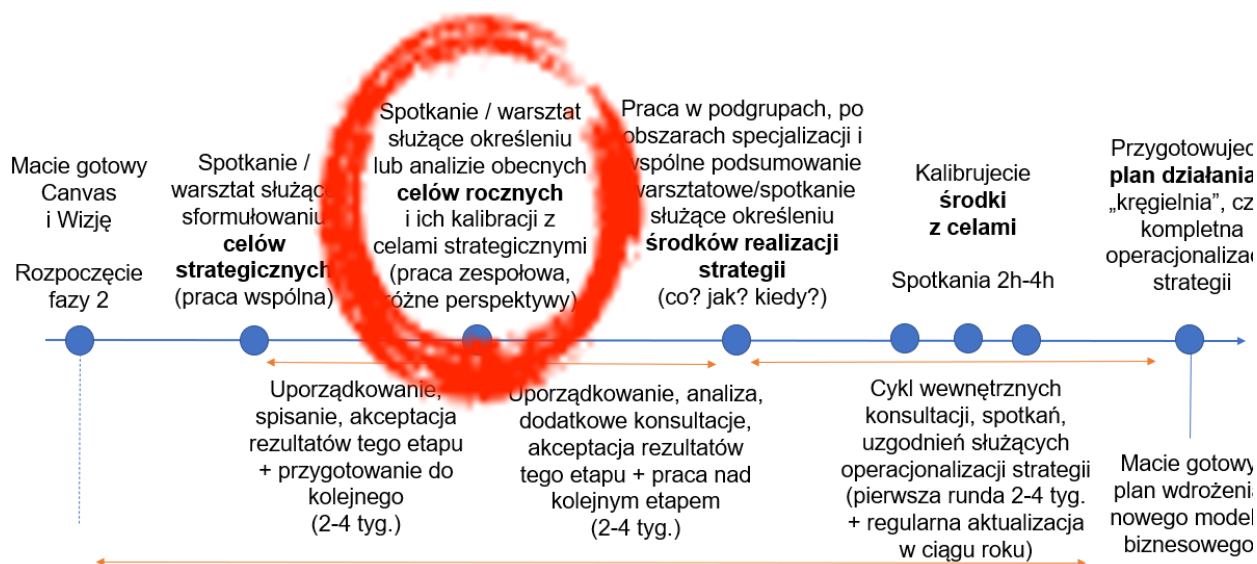 Macie gotowy
Canvas
i Wizję
Rozpoczęcie
fazy 2
Spotkanie /
warsztat służące
sformułowaniu
celów
strategicznych
(praca wspólna)
Spotkanie / warsztat
służące określeniu
lub analizie obecnych
celów rocznych
i ich kalibracji z
celami strategicznymi
(praca zespołowa,
różne perspektywy)
Praca w podgrupach, po
obszarach specjalizacji i
wspólne podsumowanie
warsztatowe/spotkanie
służące określeniu
środków realizacji
strategii
(co? jak? kiedy?)
Kalibrujecie
środki
z celami
Spotkania 2h-4h
Przygotowujec
plan działania
„kręgielnia”, cz
kompletna
operacjonalizac
strategii
Uporządkowanie,
spisanie, akceptacja
rezultatów tego etapu
+ przygotowanie do
kolejnego
(2-4 tyg.)
Uporządkowanie, analiza,
dodatkowe konsultacje,
akceptacja rezultatów
tego etapu + praca nad
kolejnym etapem
(2-4 tyg.)
Cykl wewnętrznych
konsultacji, spotkań,
uzgodnień służących
operacjonalizacji strategii
(pierwsza runda 2-4 tyg.
+ regularna aktualizacja
w ciągu roku)
Macie gotowy
plan wdrożenia
nowego model
biznesowego